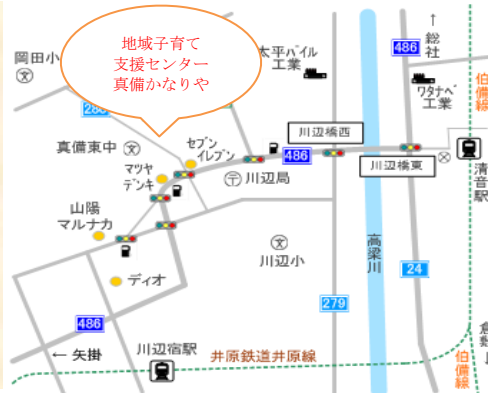 地域子育て
支援センター
真備かなりや
岡田小
文
太平パイル
工業
486
↑
総社
ワタナベ
工業
伯備線
真備東中
文
セブン
イレブン
マツヤ
デンキ
川辺橋西
486
川辺橋東
〒川辺局
清音駅
山陽
マルナカ
文
川辺小
高梁川
24
ディオ
279
486
← 矢掛
川辺宿駅
井原鉄道井原線
伯備線